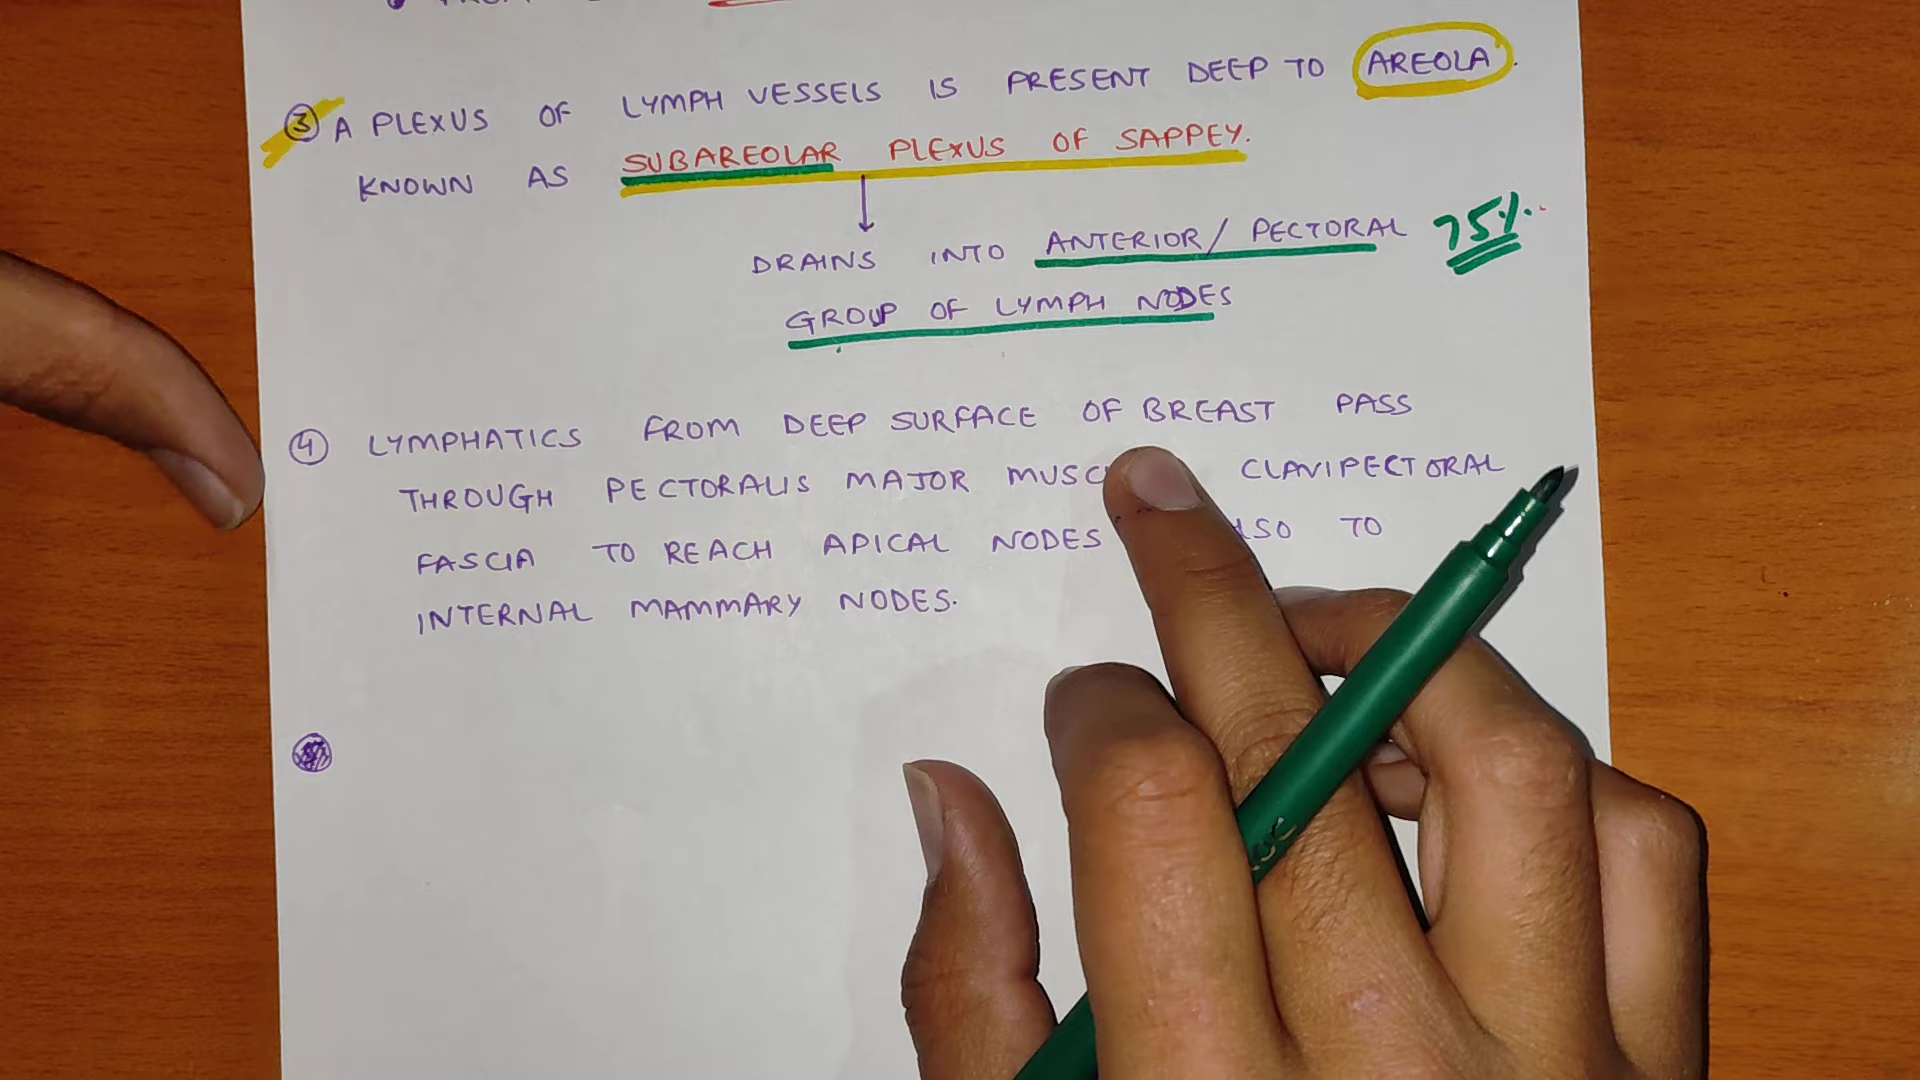 ③ A PLEXUS OF LYMPH VESSELS IS PRESENT DEEP TO AREOLA.
KNOWN AS SUBAREOLAR PLEXUS OF SAPPEY.
DRAINS INTO ANTERIOR / PECTORAL 75%.
GROUP OF LYMPH NODES
④ LYMPHATICS FROM DEEP SURFACE OF BREAST PASS
THROUGH PECTORALIS MAJOR CLAVIPECTORAL
FASCIA TO REACH APICAL NODES TO
INTERNAL MAMMARY NODES.